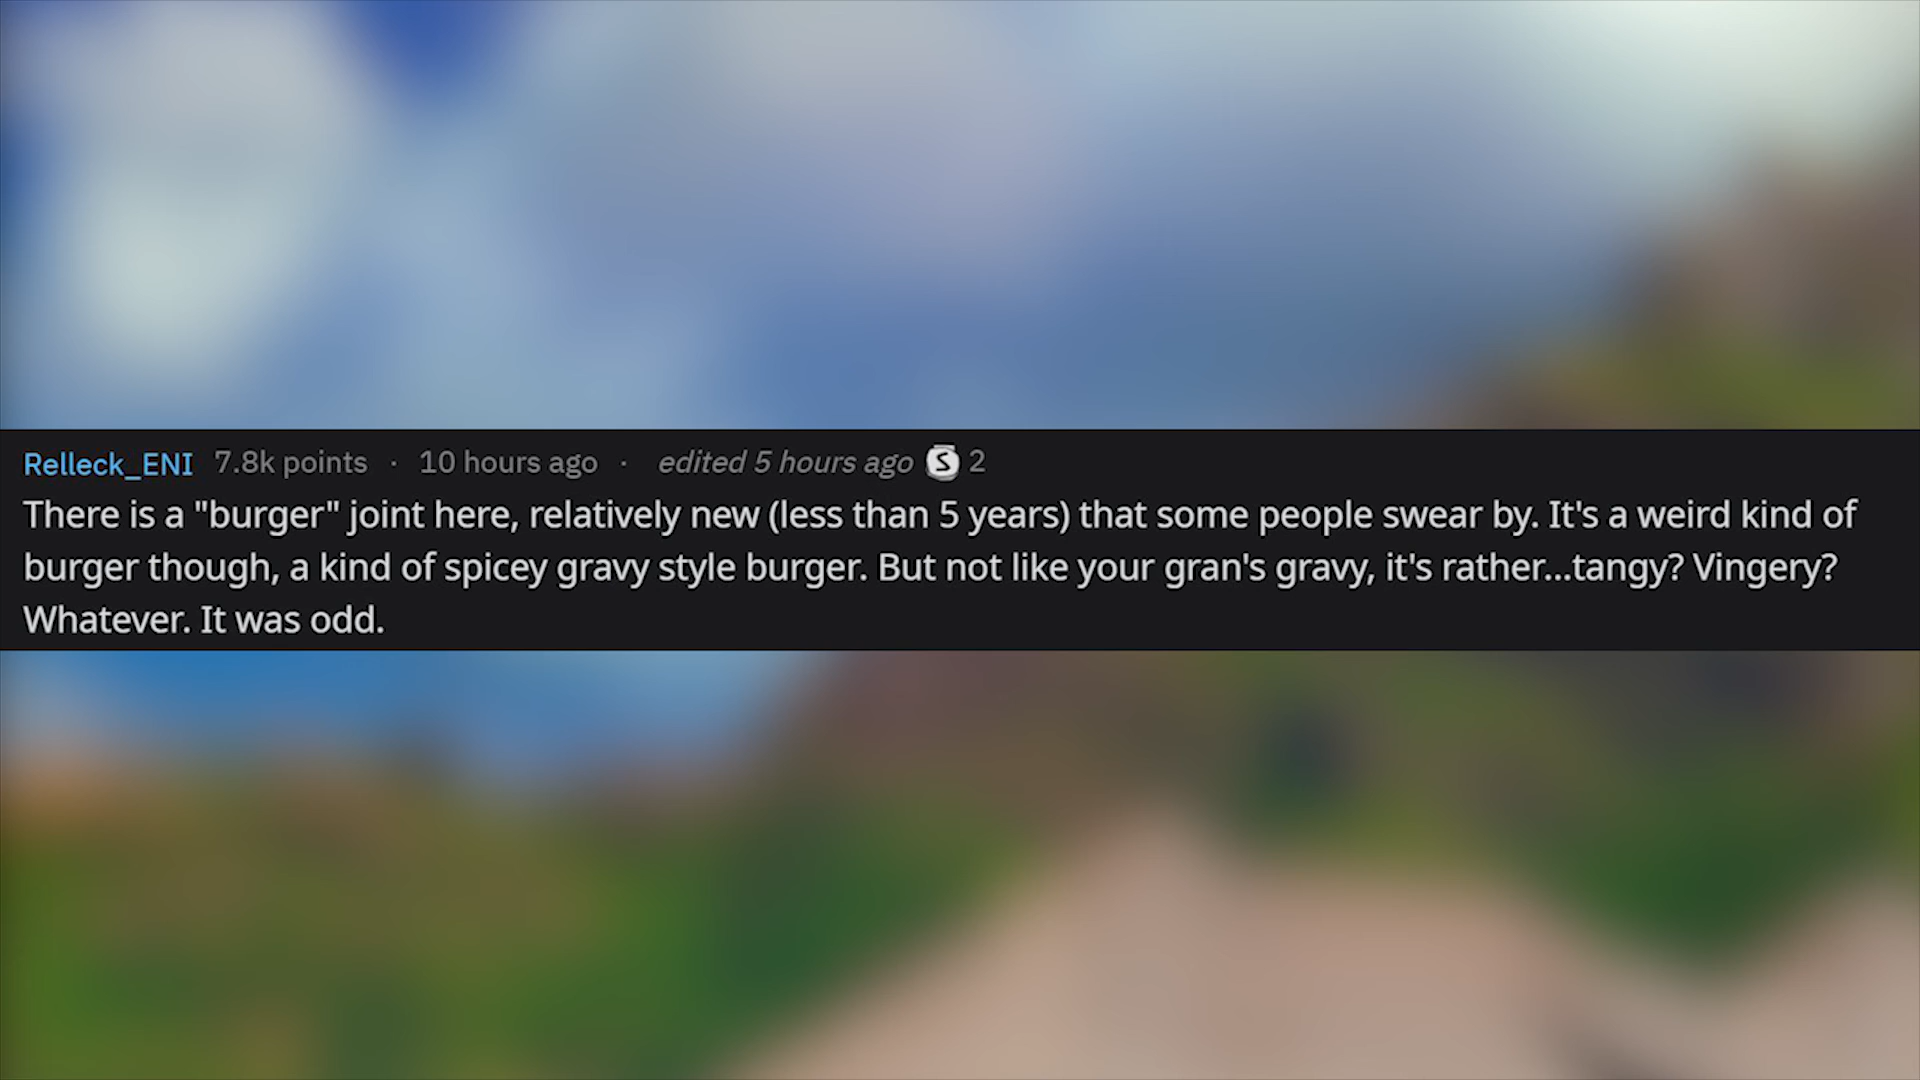 Relleck_ENI 7.8k points · 10 hours ago · edited 5 hours ago S 2
There is a "burger" joint here, relatively new (less than 5 years) that some people swear by. It's a weird kind of
burger though, a kind of spicey gravy style burger. But not like your gran's gravy, it's rather...tangy? Vingery?
Whatever. It was odd.